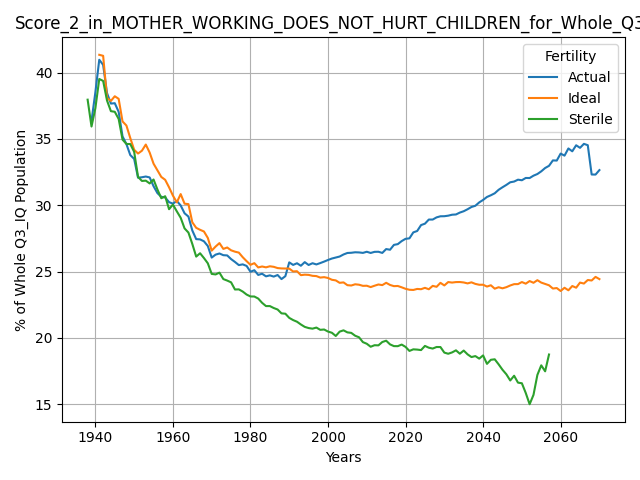 Score_2_in_MOTHER_WORKING_DOES_NOT_HURT_CHILDREN_for_Whole_Q3
Fertility
Actual
Ideal
Sterile
% of Whole Q3_IQ Population
40
35
30
25
20
15
1940 1960 1980 2000 2020 2040 2060
Years